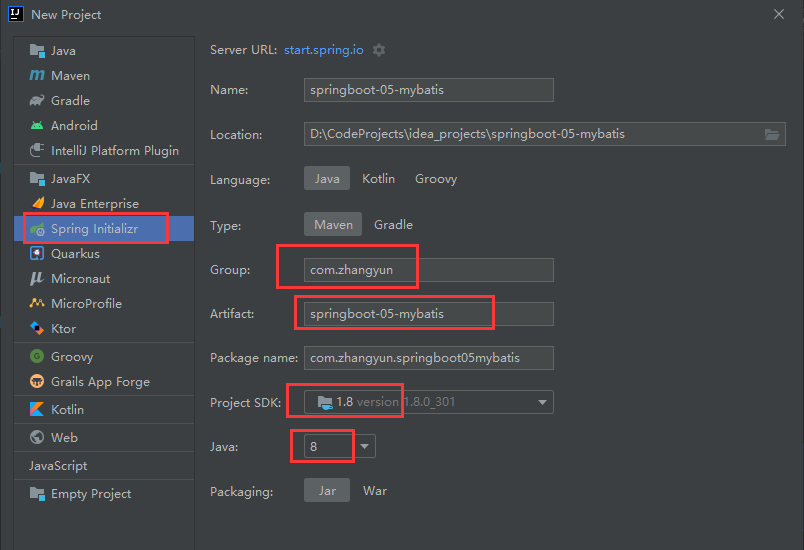 New Project
Java
Maven
Gradle
Android
IntelliJ Platform Plugin
JavaFX
Java Enterprise
Spring Initializr
Quarkus
Micronaut
MicroProfile
Ktor
Groovy
Grails App Forge
Kotlin
Web
JavaScript
Empty Project
Server URL: start.spring.io
Name: springboot-05-mybatis
Location: D:\CodeProjects\idea_projects\springboot-05-mybatis
Language: Java Kotlin Groovy
Type: Maven Gradle
Group: com.zhangyun
Artifact: springboot-05-mybatis
Package name: com.zhangyun.springboot05mybatis
Project SDK: 1.8 version 1.8.0_301
Java: 8
Packaging: Jar War